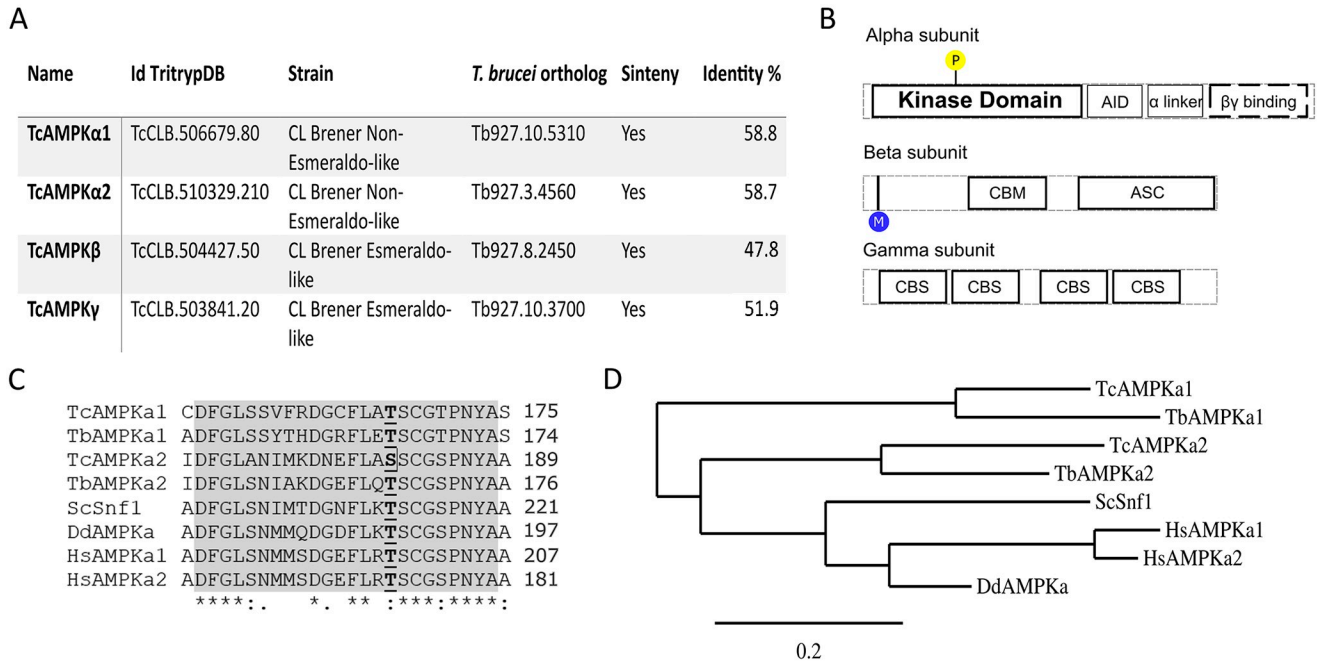 A
Name Id TritrypDB Strain T. brucei ortholog Sinteny Identity %
TcAMPKα1 TcCLB.506679.80 CL Brener Non- Tb927.10.5310 Yes 58.8
Esmeraldo-like
TcAMPKα2 TcCLB.510329.210 CL Brener Non- Tb927.3.4560 Yes 58.7
Esmeraldo-like
TcAMPKβ TcCLB.504427.50 CL Brener Esmeraldo- Tb927.8.2450 Yes 47.8
like
TcAMPKγ TcCLB.503841.20 CL Brener Esmeraldo- Tb927.10.3700 Yes 51.9
like
B
Alpha subunit
P
Kinase Domain AID α linker βγ binding
Beta subunit
CBM ASC
M
Gamma subunit
CBS CBS CBS CBS
C
TcAMPKa1 CDFGLSSVFRDGCFLATSCGTPNYAS 175
TbAMPKa1 ADFGLSSYTHDGRFLETSCGTPNYAS 174
TcAMPKa2 IDFGLANIMKDNEFLASSCGSPNYAA 189
TbAMPKa2 IDFGLSNIAKDGEFLQTSCGSPNYAA 176
ScSnf1 ADFGLSNIMTDGNFLKTSCGSPNYAA 221
DdAMPKa ADFGLSNMMQDGDFLKTSCGSPNYAA 197
HsAMPKa1 ADFGLSNMMSDGEFLRTSCGSPNYAA 207
HsAMPKa2 ADFGLSNMMSDGEFLRTSCGSPNYAA 181
****:. *. ** :***:****:
D
TcAMPKa1
TbAMPKa1
TcAMPKa2
TbAMPKa2
ScSnf1
HsAMPKa1
HsAMPKa2
DdAMPKa
0.2